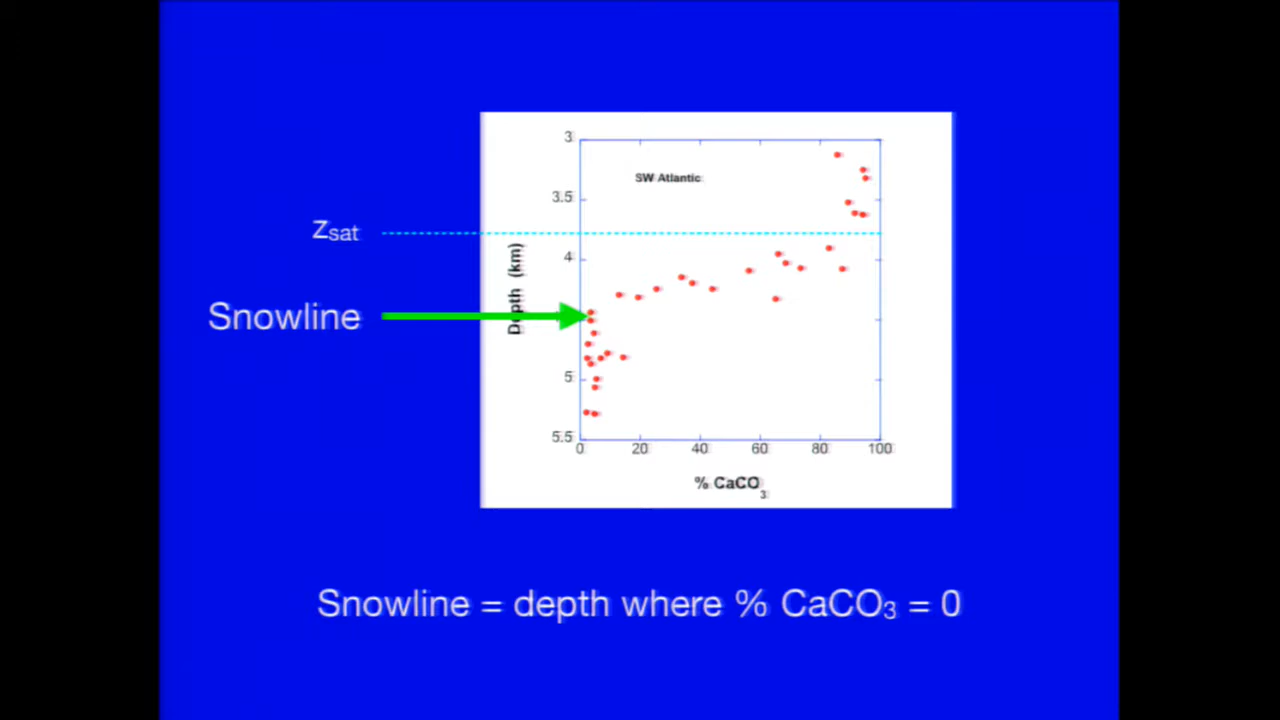 3
SW Atlantic
3.5
Zsat
4
Depth (km)
Snowline
5
5.5
0 20 40 60 80 100
% CaCO3
Snowline = depth where % CaCO3 = 0